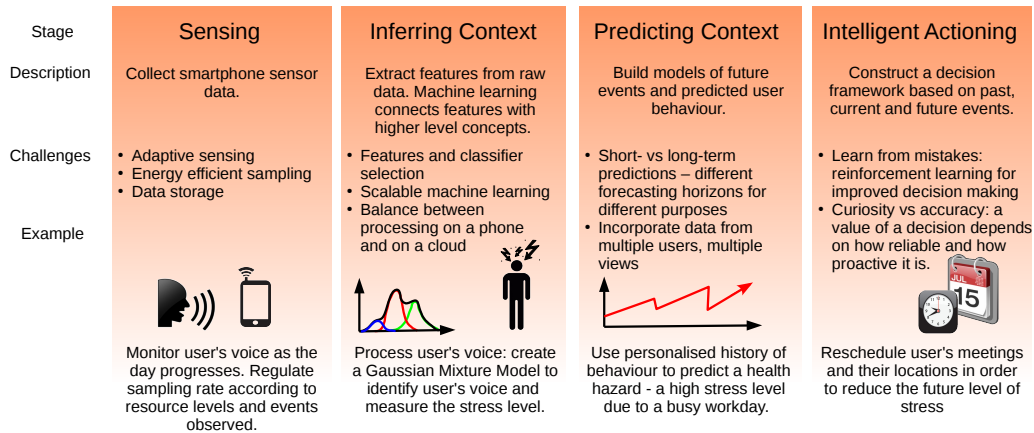 Stage
Sensing
Inferring Context
Predicting Context
Intelligent Actioning
Description
Collect smartphone sensor
data.
Extract features from raw
data. Machine learning
connects features with
higher level concepts.
Build models of future
events and predicted user
behaviour.
Construct a decision
framework based on past,
current and future events.
Challenges
• Adaptive sensing
• Energy efficient sampling
• Data storage
• Features and classifier
selection
• Scalable machine learning
• Balance between
processing on a phone
and on a cloud
• Short- vs long-term
predictions – different
forecasting horizons for
different purposes
• Incorporate data from
multiple users, multiple
views
• Learn from mistakes:
reinforcement learning for
improved decision making
• Curiosity vs accuracy: a
value of a decision depends
on how reliable and how
proactive it is.
Example
JUL
15
Monitor user's voice as the
day progresses. Regulate
sampling rate according to
resource levels and events
observed.
Process user's voice: create
a Gaussian Mixture Model to
identify user's voice and
measure the stress level.
Use personalised history of
behaviour to predict a health
hazard - a high stress level
due to a busy workday.
Reschedule user's meetings
and their locations in order
to reduce the future level of
stress